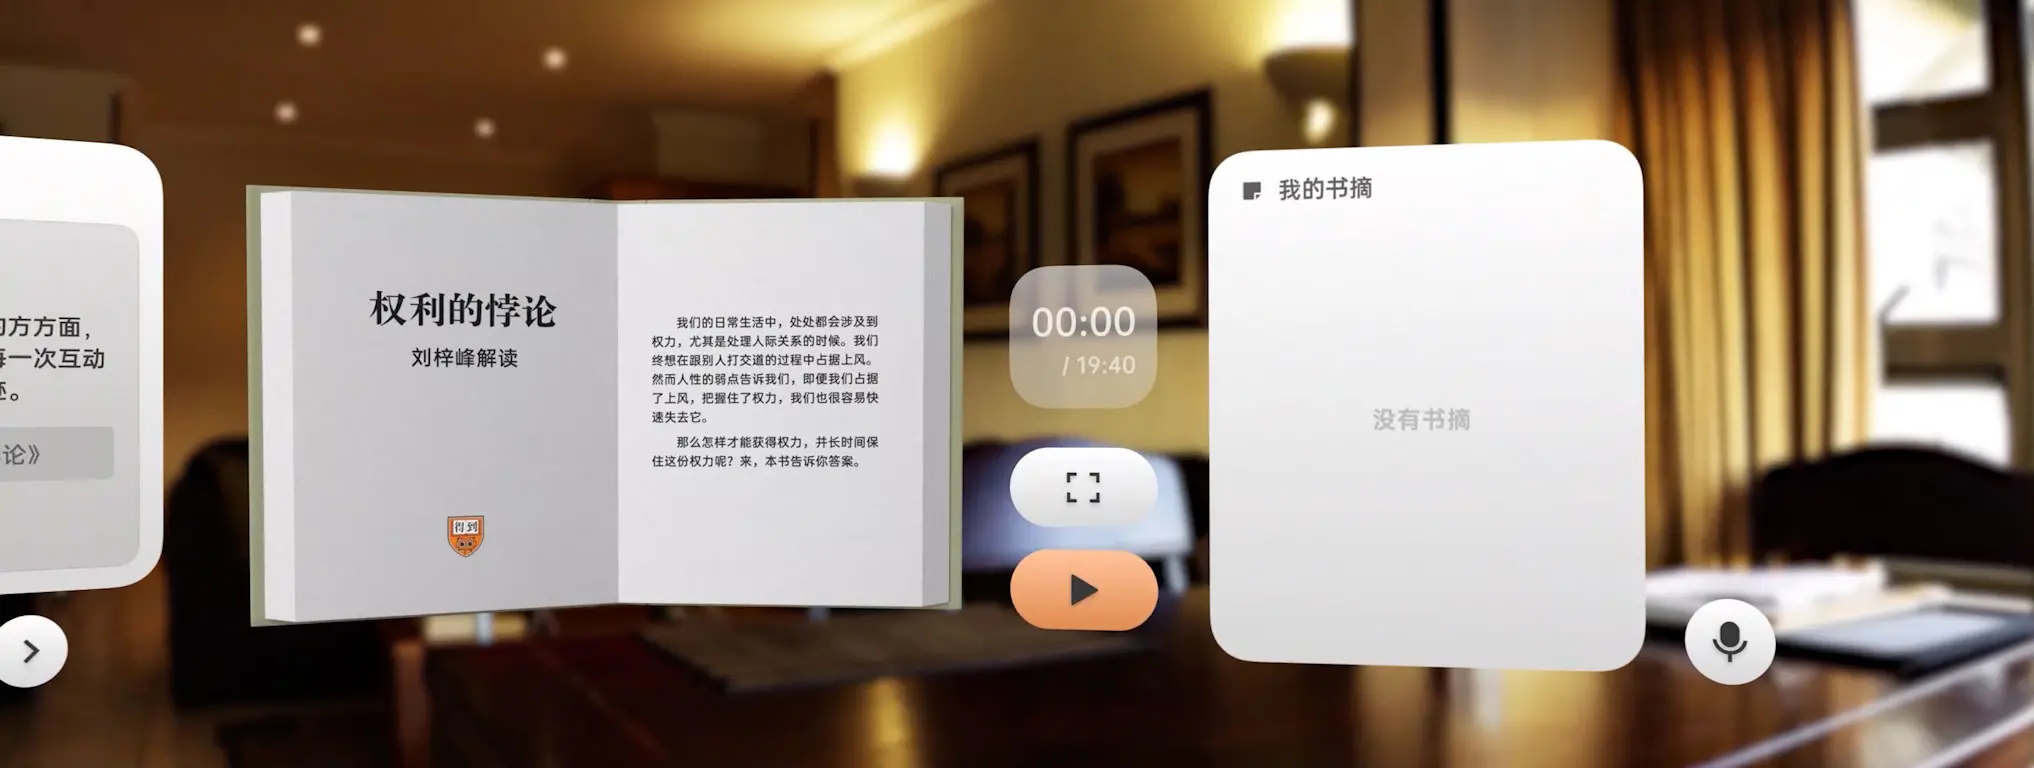 方方面，
一次互动
。
论》
权利的悖论
刘梓峰解读
得到
我们的日常生活中，处处都会涉及到
权力，尤其是处理人际关系的时候。我们
终想在跟别人打交道的过程中占据上风。
然而人性的弱点告诉我们，即便我们占据
了上风，把握住了权力，我们也很容易快
速失去它。
那么怎样才能获得权力，并长时间保
住这份权力呢？来，本书告诉你答案。
00:00
/ 19:40
我的书摘
没有书摘